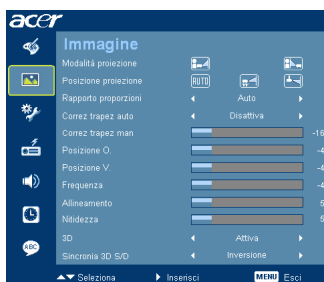 acer
Immagine
Modalità proiezione
Posizione proiezione AUTO
Rapporto proporzioni Auto
Correz trapez auto Disattiva
Correz trapez man -16
Posizione O. -4
Posizione V. -4
Frequenza -4
Allineamento 5
Nitidezza 5
3D Attiva
Sincronia 3D S/D Inversione
ABC
Seleziona Inserisci MENU Esci